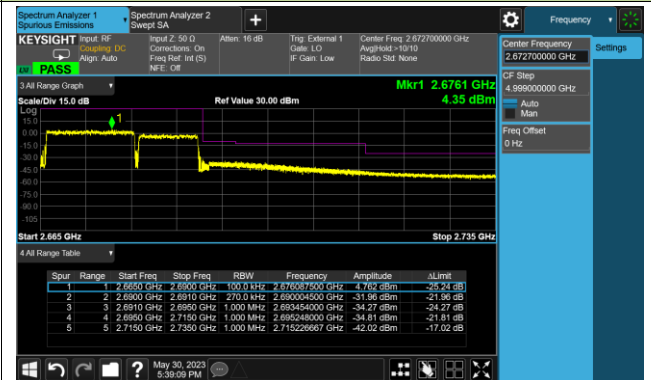 Spectrum Analyzer 1
Spurious Emissions
Spectrum Analyzer 2
Swept SA
+
Frequency
KEYSIGHT
Input: RF
Coupling: DC
Align: Auto
Input Z: 50 Ω
Corrections: On
Freq Ref: Int (S)
NFE: Off
Atten: 16 dB
Trig: External 1
Gate: LO
IF Gain: Low
Center Freq: 2.672700000 GHz
Avg|Hold:>10/10
Radio Std: None
PASS
Center Frequency
2.672700000 GHz
Settings
CF Step
4.999000000 GHz
Auto
Man
Freq Offset
0 Hz
3 All Range Graph
Mkr1 2.6761 GHz
4.35 dBm
Scale/Div 15.0 dB
Ref Value 30.00 dBm
Log
15.0
0.00
-15.0
-30.0
-45.0
-60.0
-75.0
-90.0
-105
1
Start 2.665 GHz
Stop 2.735 GHz
4 All Range Table
Spur Range Start Freq Stop Freq RBW Frequency Amplitude ΔLimit
1 1 2.6650 GHz 2.6900 GHz 100.0 kHz 2.676087500 GHz 4.762 dBm -25.24 dB
2 2 2.6900 GHz 2.6910 GHz 270.0 kHz 2.690004500 GHz -31.96 dBm -21.96 dB
3 3 2.6910 GHz 2.6950 GHz 1.000 MHz 2.693454000 GHz -34.27 dBm -24.27 dB
4 4 2.6950 GHz 2.7150 GHz 1.000 MHz 2.695248000 GHz -34.81 dBm -21.81 dB
5 5 2.7150 GHz 2.7350 GHz 1.000 MHz 2.715226667 GHz -42.02 dBm -17.02 dB
?
May 30, 2023
5:39:09 PM